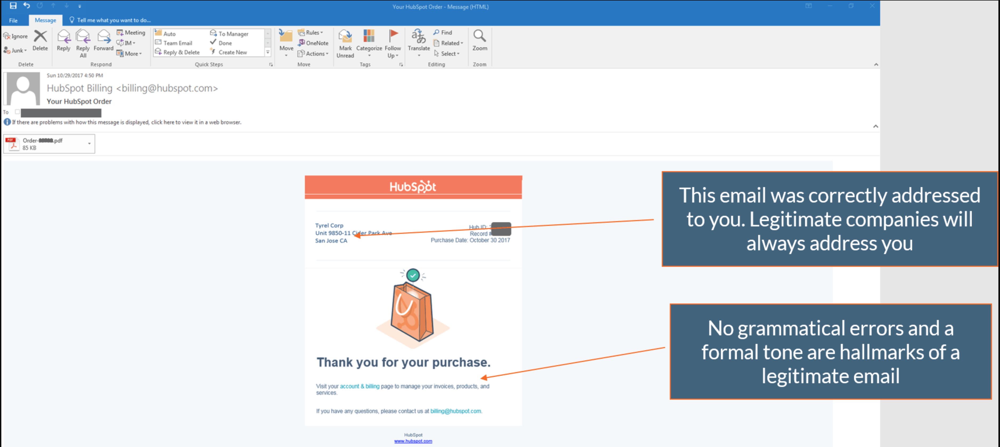 Your HubSpot Order - Message (HTML)
File
Message
Tell me what you want to do...
Ignore
Junk
Delete
Reply
Reply All
Forward
Meeting
IM
More
Auto
Team Email
Reply & Delete
To Manager
Done
Create New
Move
Rules
OneNote
Actions
Mark Unread
Categorize
Follow Up
Translate
Find
Related
Select
Zoom
Delete
Respond
Quick Steps
Move
Tags
Editing
Zoom
Sun 10/29/2017 4:50 PM
HubSpot Billing <billing@hubspot.com>
Your HubSpot Order
To
If there are problems with how this message is displayed, click here to view it in a web browser.
PDF
Order-
.pdf
85 KB
HubSpot
Tyrel Corp
Unit 9850-11 Cider Park Ave
San Jose CA
Hub ID:
Record #
Purchase Date: October 30 2017
Thank you for your purchase.
Visit your account & billing page to manage your invoices, products, and
services.
If you have any questions, please contact us at billing@hubspot.com.
HubSpot
www.hubspot.com
This email was correctly addressed
to you. Legitimate companies will
always address you
No grammatical errors and a
formal tone are hallmarks of a
legitimate email